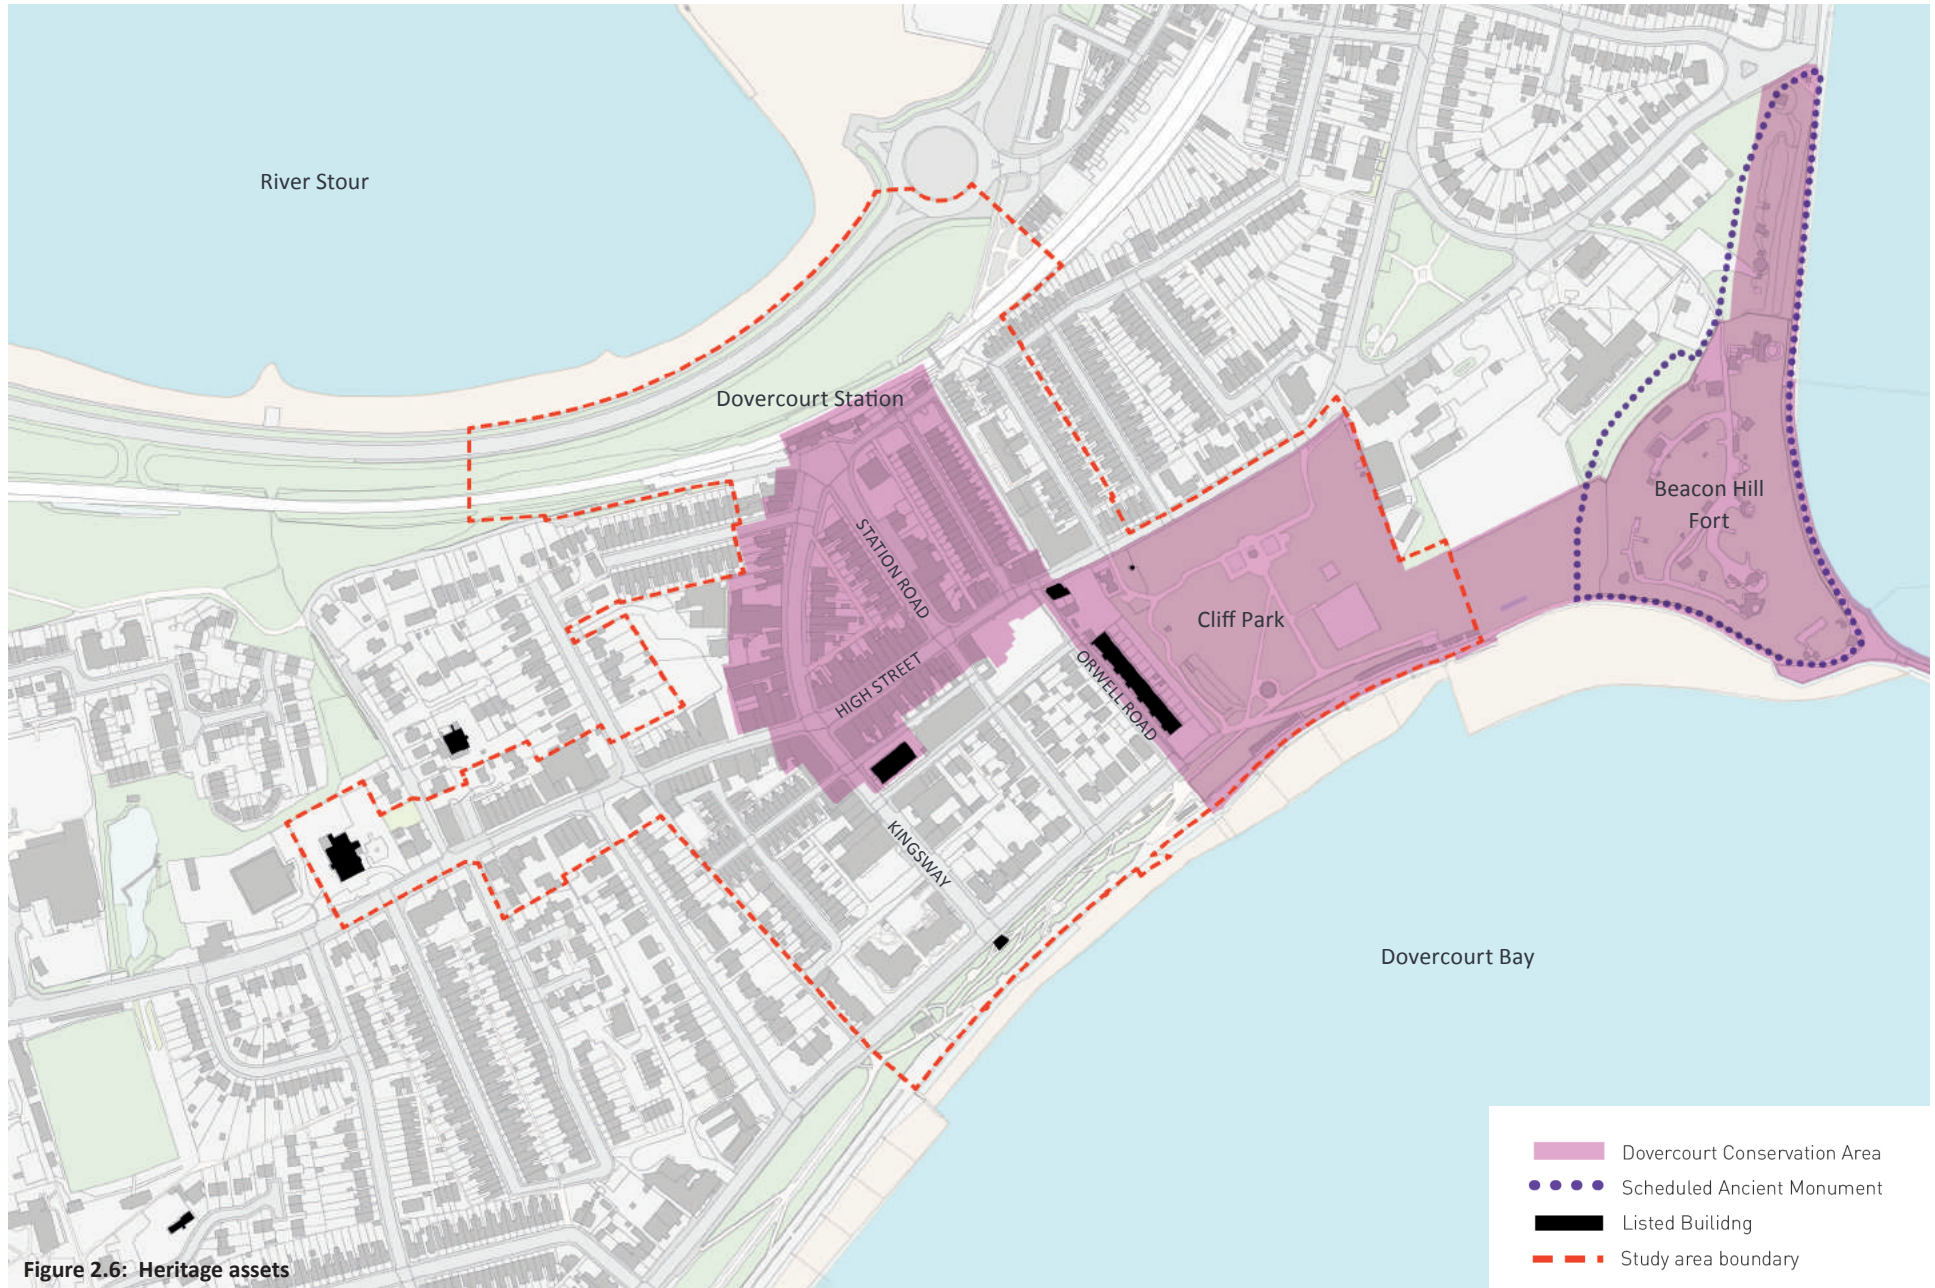 River Stour
Dovercourt Station
STATION ROAD
HIGH STREET
ORWELL ROAD
KINGSWAY
Cliff Park
Beacon Hill
Fort
Dovercourt Bay
Dovercourt Conservation Area
Scheduled Ancient Monument
Listed Builidng
Study area boundary
Figure 2.6: Heritage assets